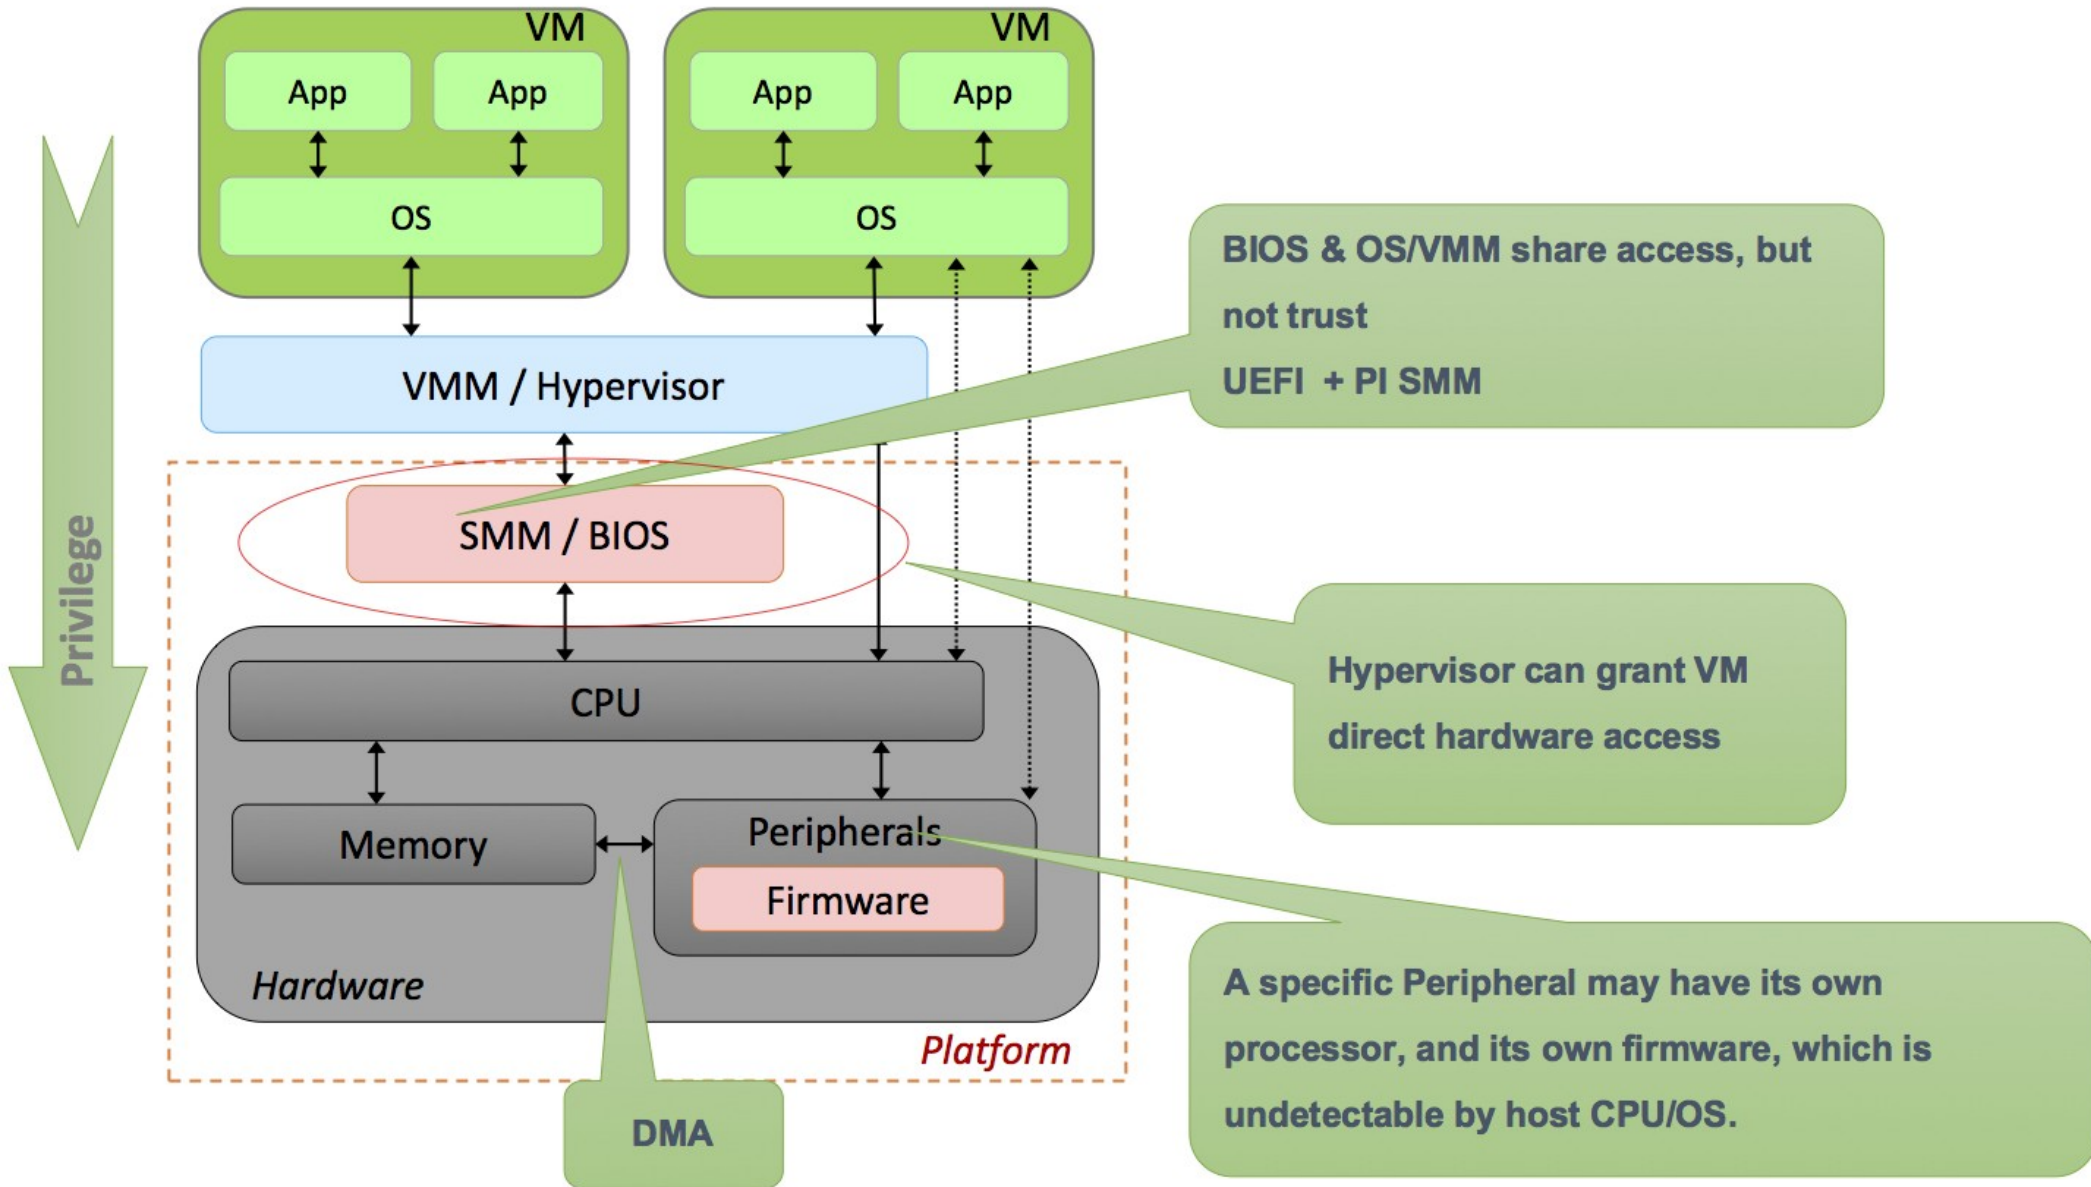 VM
VM
App
App
App
App
OS
OS
BIOS & OS/VMM share access, but
not trust
UEFI + PI SMM
VMM / Hypervisor
SMM / BIOS
Privilege
Hypervisor can grant VM
direct hardware access
CPU
Memory
Peripherals
Firmware
Hardware
Platform
A specific Peripheral may have its own
processor, and its own firmware, which is
undetectable by host CPU/OS.
DMA